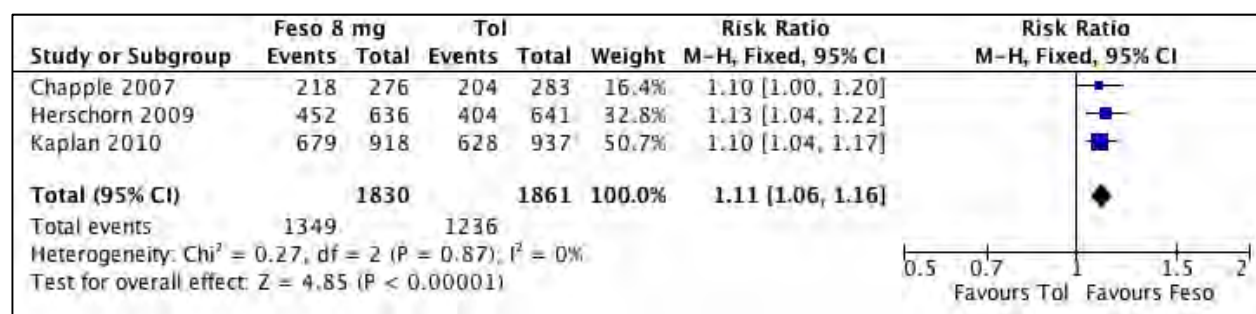 Feso 8 mg Tol Risk Ratio Risk Ratio
Study or Subgroup Events Total Events Total Weight M-H, Fixed, 95% CI M-H, Fixed, 95% CI
Chapple 2007 218 276 204 283 16.4% 1.10 [1.00, 1.20]
Herschorn 2009 452 636 404 641 32.8% 1.13 [1.04, 1.22]
Kaplan 2010 679 918 628 937 50.7% 1.10 [1.04, 1.17]
Total (95% CI) 1830 1861 100.0% 1.11 [1.06, 1.16]
Total events 1349 1236
Heterogeneity: Chi² = 0.27, df = 2 (P = 0.87); I² = 0%
Test for overall effect: Z = 4.85 (P < 0.00001)
0.5 0.7 1 1.5 2
Favours Tol Favours Feso